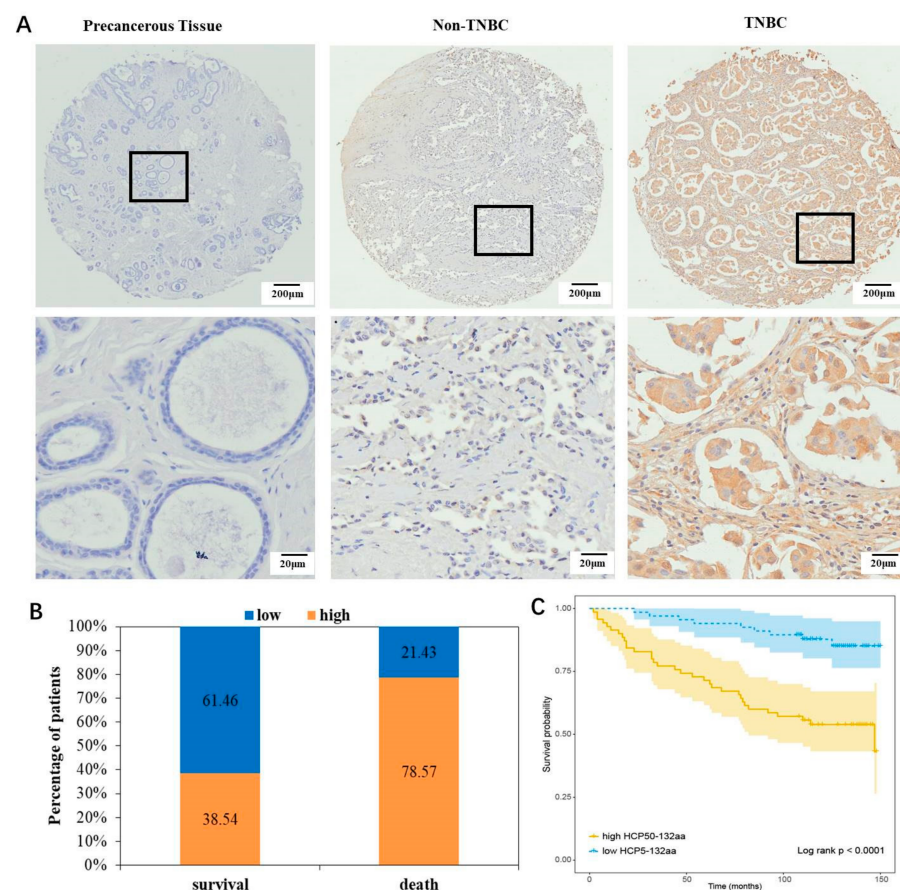 A
Precancerous Tissue Non-TNBC TNBC
200μm 200μm 200μm
20μm 20μm 20μm
B
low high
Percentage of patients
100%
90%
80%
70%
60%
50%
40%
30%
20%
10%
0%
61.46
38.54
21.43
78.57
survival death
C
Survival probability
1.00
0.75
0.50
0.25
0.00
high HCP50-132aa
low HCP5-132aa
Log rank p < 0.0001
0 50 100 150
Time (months)